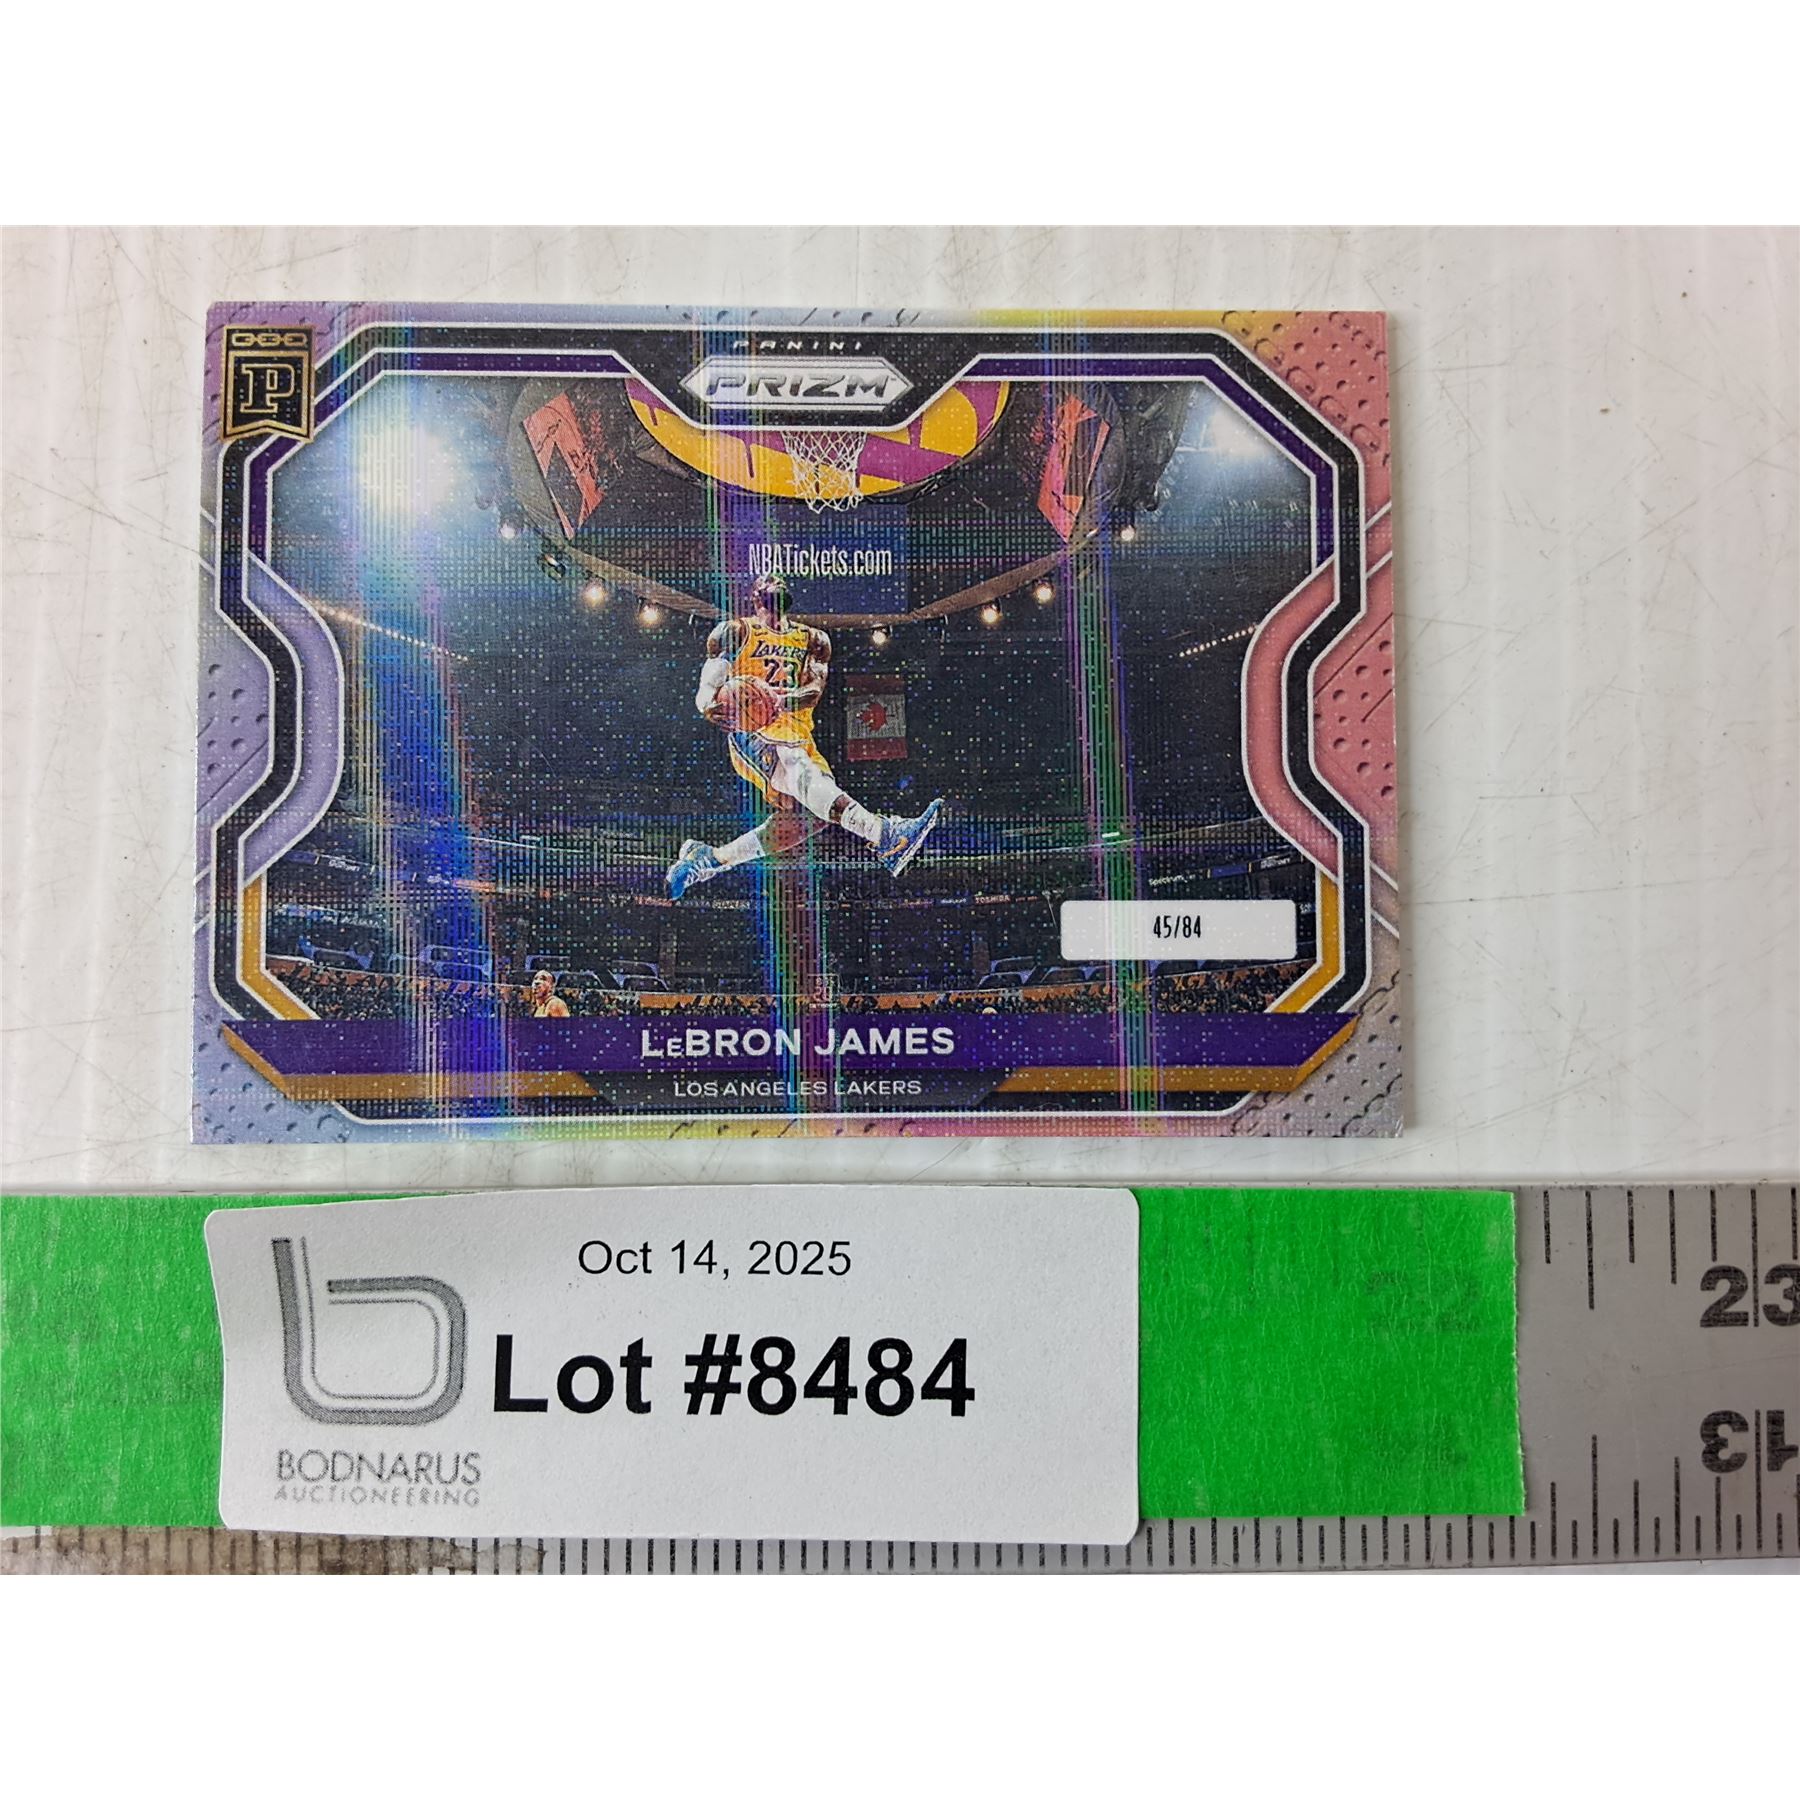 P
PANINI
PRIZM
NBATickets.com
LAKERS
23
45/84
LeBRON JAMES
LOS ANGELES LAKERS
Oct 14, 2025
Lot #8484
BODNARUS
AUCTIONEERING
23
13